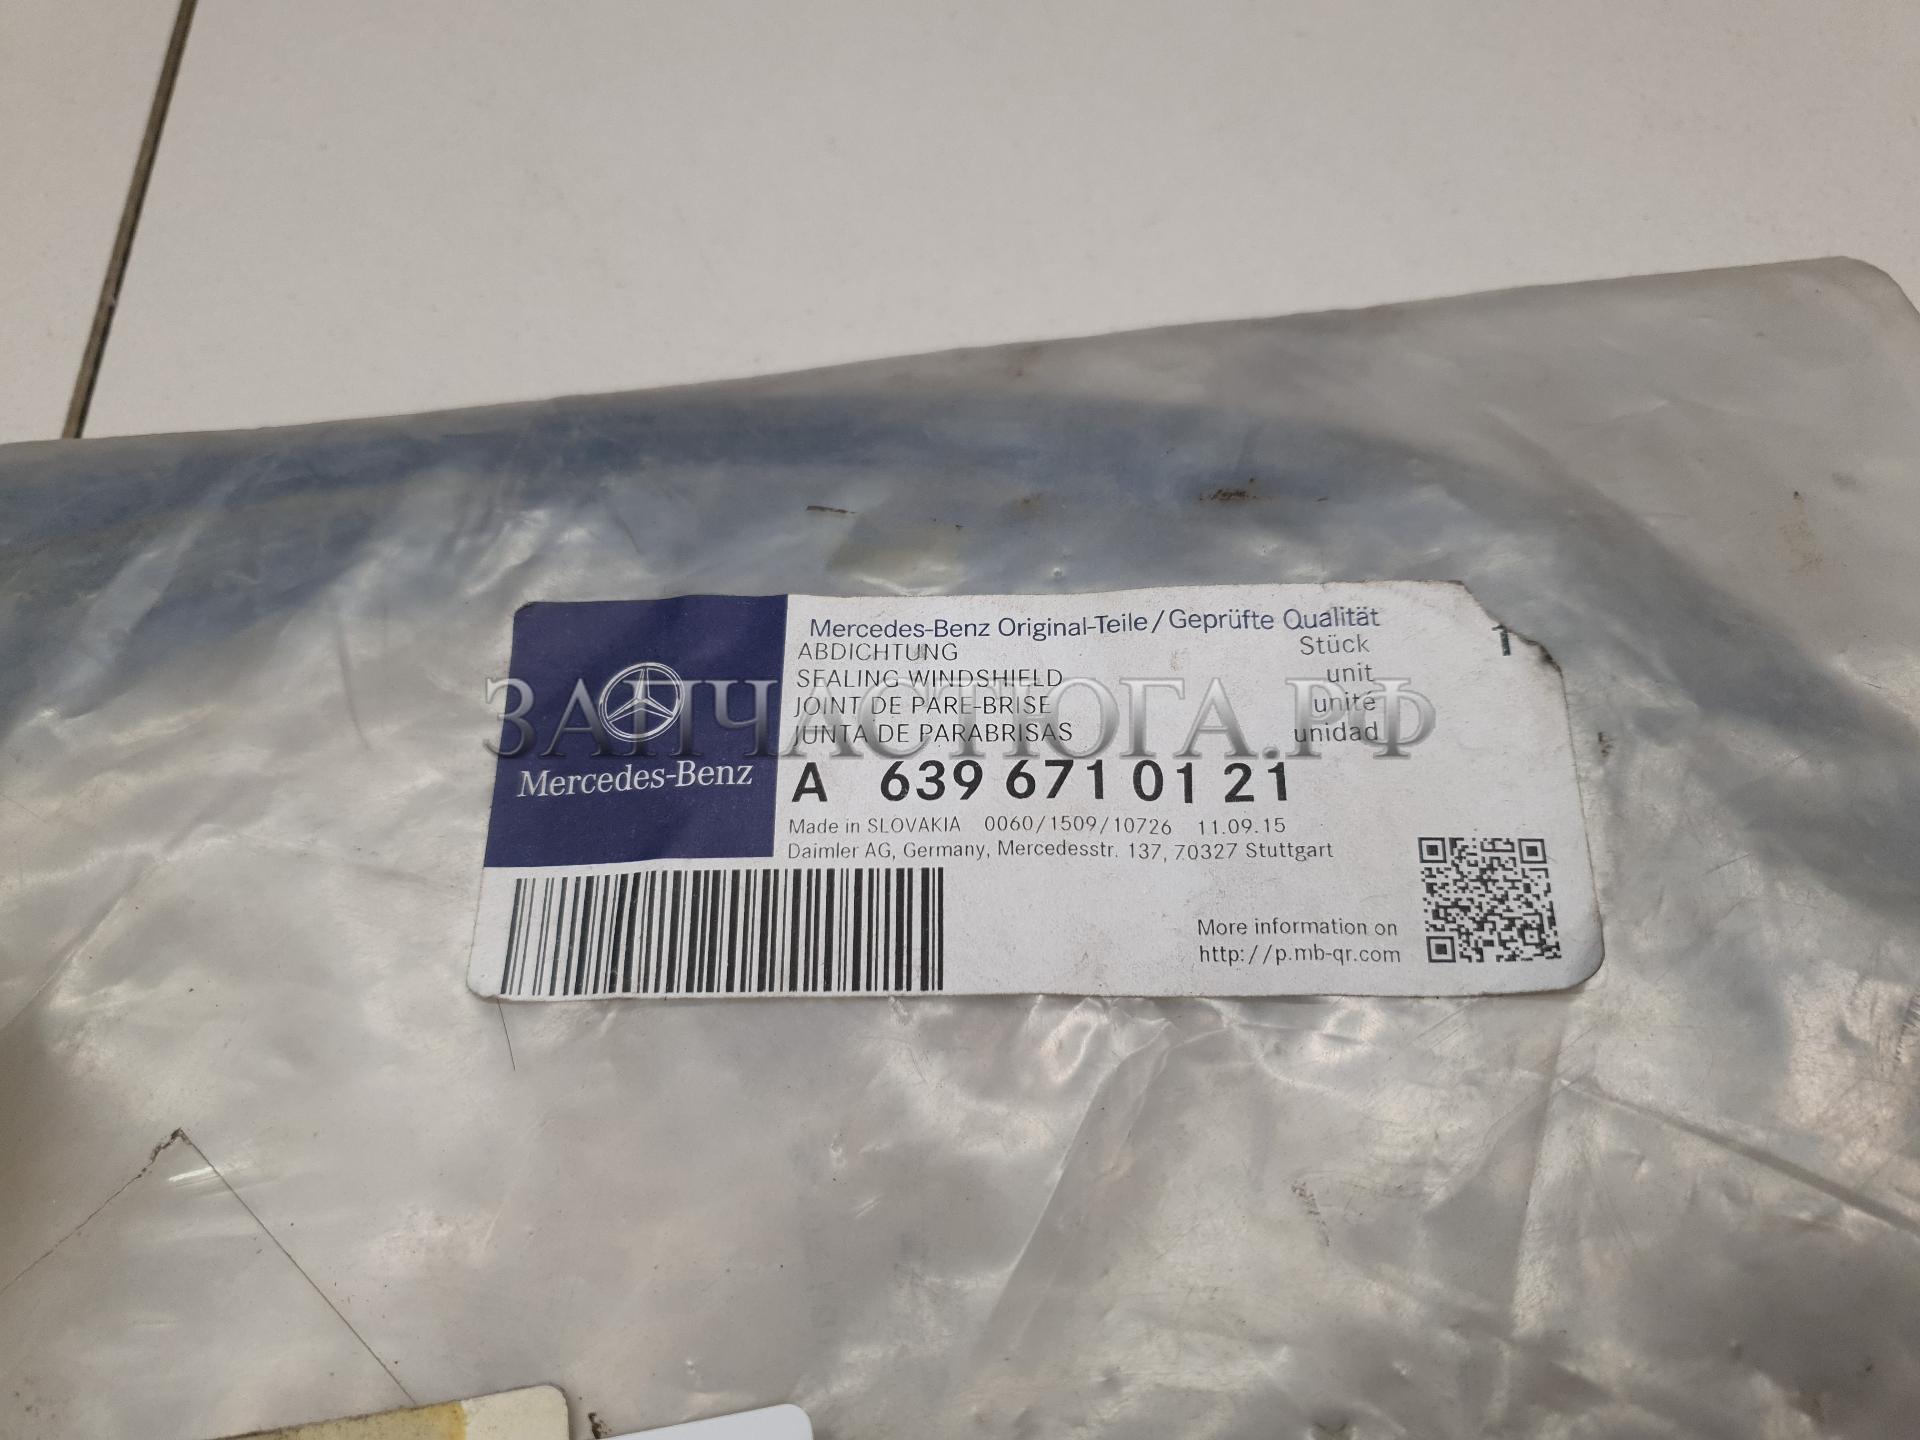 Mercedes-Benz Original-Teile/Geprüfte Qualität
ABDICHTUNG Stück 1
SEALING WINDSHIELD unit
JOINT DE PARE-BRISE unité
JUNTA DE PARABRISAS unidad
ЗАПЧАСТЮГА.РФ
Mercedes-Benz
A 639 671 01 21
Made in SLOVAKIA 0060/1509/10726 11.09.15
Daimler AG, Germany, Mercedesstr. 137, 70327 Stuttgart
More information on
http://p.mb-qr.com